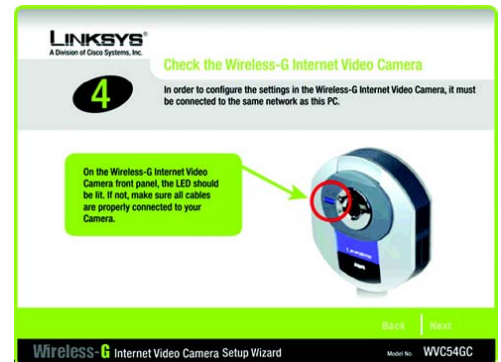 LINKSYS®
A Division of Cisco Systems, Inc.
Check the Wireless-G Internet Video Camera
4
In order to configure the settings in the Wireless-G Internet Video Camera, it must
be connected to the same network as this PC.
On the Wireless-G Internet Video
Camera front panel, the LED should
be lit. If not, make sure all cables
are properly connected to your
Camera.
LINKSYS
Back
Next
Wireless-G Internet Video Camera Setup Wizard
Model No. WVC54GC